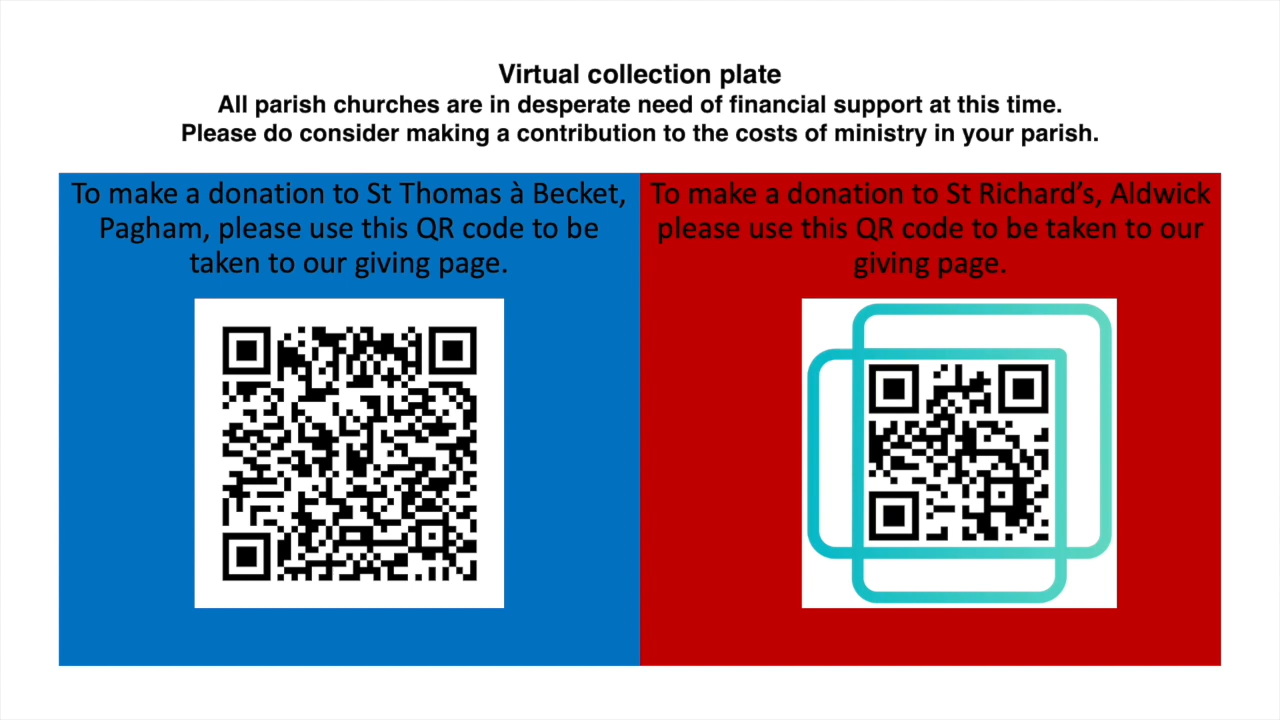 Virtual collection plate
All parish churches are in desperate need of financial support at this time.
Please do consider making a contribution to the costs of ministry in your parish.
To make a donation to St Thomas à Becket,
Pagham, please use this QR code to be
taken to our giving page.
To make a donation to St Richard’s, Aldwick
please use this QR code to be taken to our
giving page.